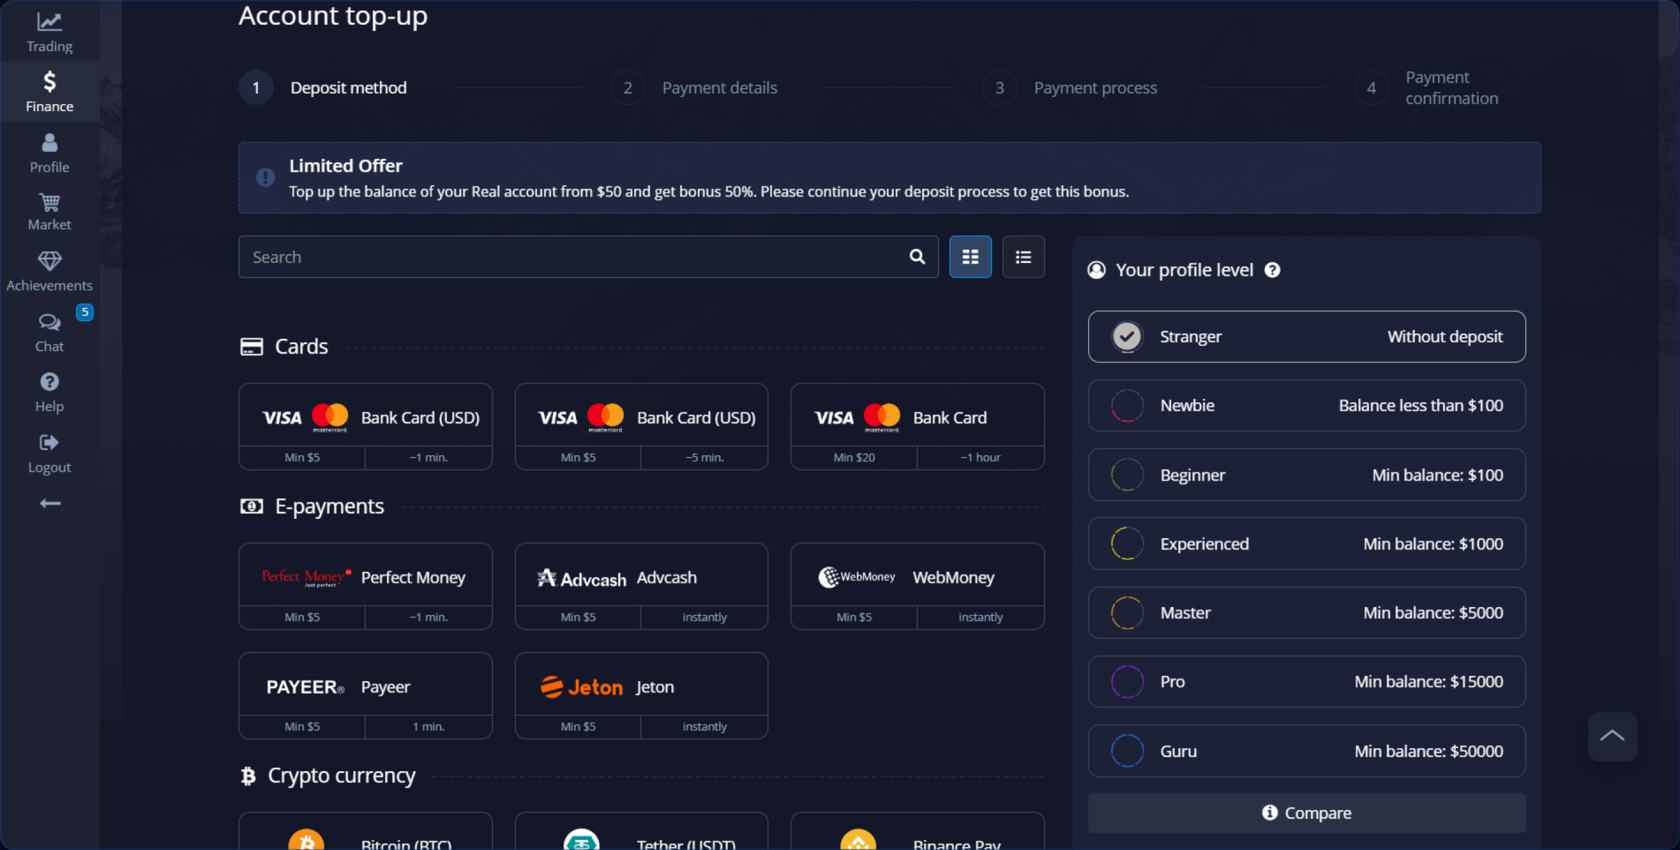 Account top-up
Trading
Finance
Profile
Market
Achievements
5
Chat
Help
Logout
1 Deposit method
2 Payment details
3 Payment process
4 Payment
confirmation
Limited Offer
Top up the balance of your Real account from $50 and get bonus 50%. Please continue your deposit process to get this bonus.
Search
Cards
VISA mastercard Bank Card (USD)
Min $5 ~1 min.
VISA mastercard Bank Card (USD)
Min $5 ~5 min.
VISA mastercard Bank Card
Min $20 ~1 hour
E-payments
Perfect Money Just perfect Perfect Money
Min $5 ~1 min.
Advcash Advcash
Min $5 instantly
WebMoney WebMoney
Min $5 instantly
PAYEER® Payeer
Min $5 1 min.
Jeton Jeton
Min $5 instantly
Crypto currency
Bitcoin (BTC)
Tether (USDT)
Binance Pay
Your profile level
Stranger Without deposit
Newbie Balance less than $100
Beginner Min balance: $100
Experienced Min balance: $1000
Master Min balance: $5000
Pro Min balance: $15000
Guru Min balance: $50000
Compare